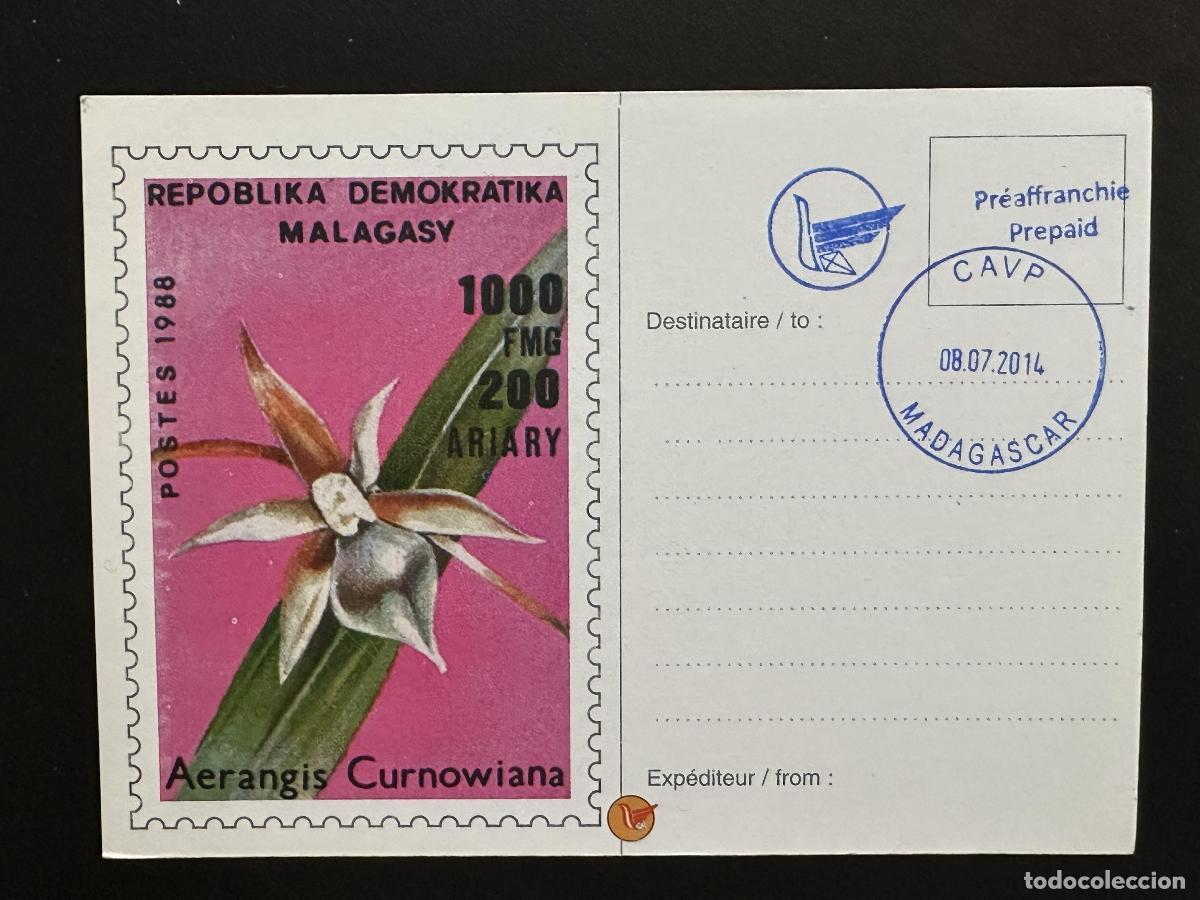 REPOBLIKA DEMOKRATIKA
MALAGASY
POSTES 1988
1000
FMG
200
ARIARY
Aerangis Curnowiana
Préaffranchie
Prepaid
CAVP
08.07.2014
MADAGASCAR
Destinataire / to :
Expéditeur / from :
todocoleccion